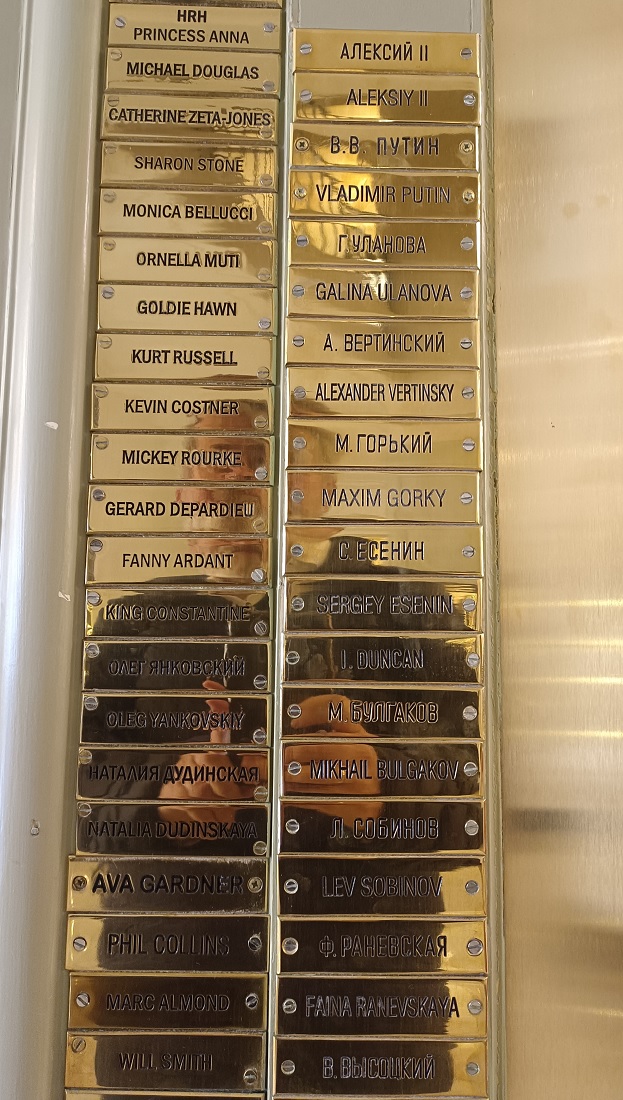 HRH
PRINCESS ANNA
MICHAEL DOUGLAS
CATHERINE ZETA-JONES
SHARON STONE
MONICA BELLUCCI
ORNELLA MUTI
GOLDIE HAWN
KURT RUSSELL
KEVIN COSTNER
MICKEY ROURKE
GERARD DEPARDIEU
FANNY ARDANT
KING CONSTANTINE
ОЛЕГ ЯНКОВСКИЙ
OLEG YANKOVSKIY
НАТАЛИЯ ДУДИНСКАЯ
NATALIA DUDINSKAYA
AVA GARDNER
PHIL COLLINS
MARC ALMOND
WILL SMITH
АЛЕКСИЙ II
ALEKSIY II
В.В. ПУТИН
VLADIMIR PUTIN
Г.УЛАНОВА
GALINA ULANOVA
А. ВЕРТИНСКИЙ
ALEXANDER VERTINSKY
М.ГОРЬКИЙ
MAXIM GORKY
С. ЕСЕНИН
SERGEY ESENIN
I. DUNCAN
М.БУЛГАКОВ
MIKHAIL BULGAKOV
Л. СОБИНОВ
LEV SOBINOV
Ф. РАНЕВСКАЯ
FAINA RANEVSKAYA
В.ВЫСОЦКИЙ